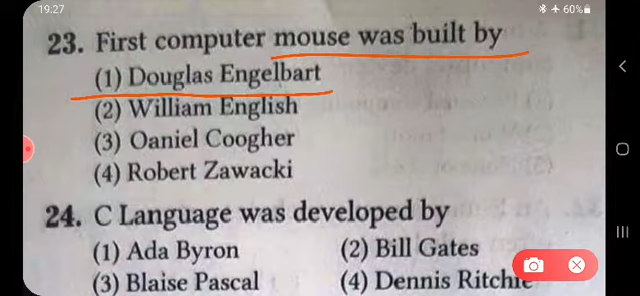 19:27
60%
23. First computer mouse was built by
(1) Douglas Engelbart
(2) William English
(3) Oaniel Coogher
(4) Robert Zawacki
24. C Language was developed by
(1) Ada Byron (2) Bill Gates
(3) Blaise Pascal (4) Dennis Ritchie